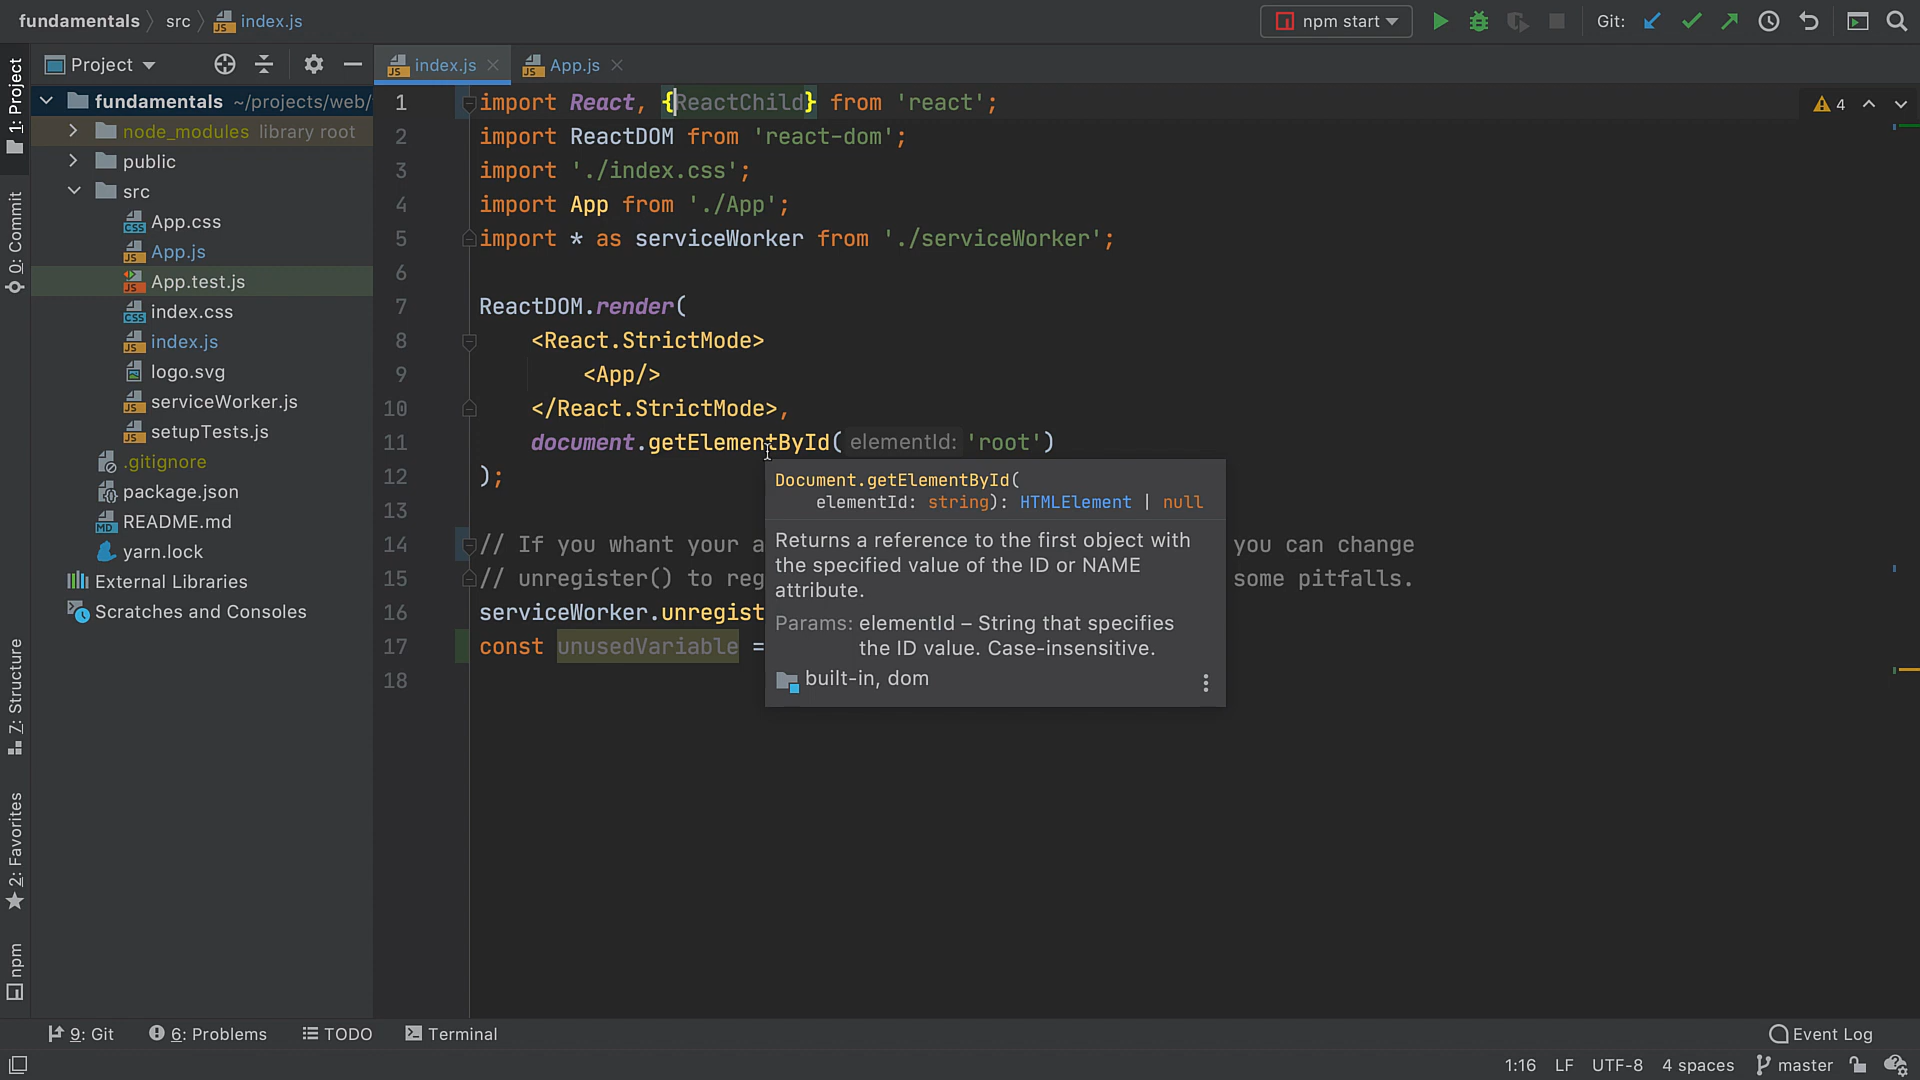 fundamentals src index.js npm start Git:
Project index.js App.js
1: Project
0: Commit
7: Structure
2: Favorites
npm
fundamentals ~/projects/web/
node_modules library root
public
src
App.css
App.js
App.test.js
index.css
index.js
logo.svg
serviceWorker.js
setupTests.js
.gitignore
package.json
README.md
yarn.lock
External Libraries
Scratches and Consoles
1 import React, {ReactChild} from 'react'; 4
2 import ReactDOM from 'react-dom';
3 import './index.css';
4 import App from './App';
5 import * as serviceWorker from './serviceWorker';
6
7 ReactDOM.render(
8 <React.StrictMode>
9 <App/>
10 </React.StrictMode>,
11 document.getElementById( elementId: 'root')
12 );
13
14 // If you whant your a you can change
15 // unregister() to reg some pitfalls.
16 serviceWorker.unregist
17 const unusedVariable =
18
Document.getElementById(
elementId: string): HTMLElement | null
Returns a reference to the first object with
the specified value of the ID or NAME
attribute.
Params: elementId – String that specifies
the ID value. Case-insensitive.
built-in, dom
9: Git 6: Problems TODO Terminal Event Log
1:16 LF UTF-8 4 spaces master